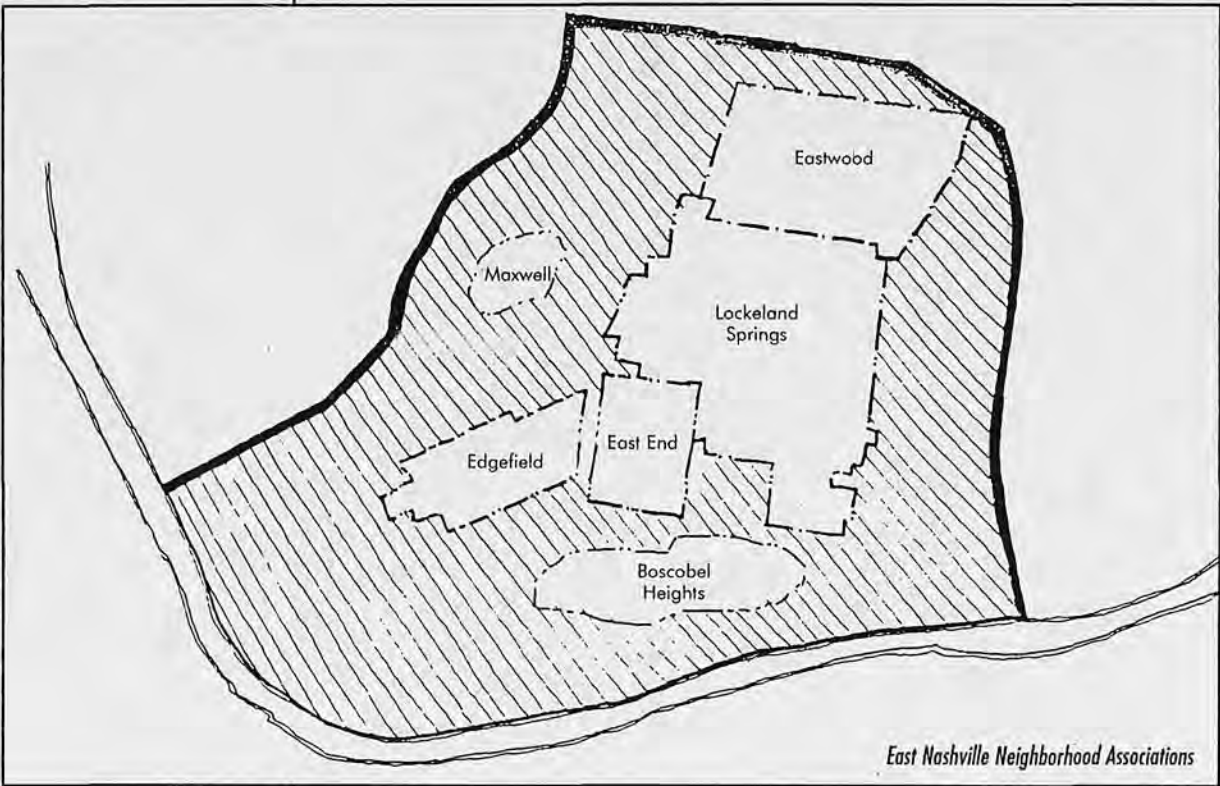 Eastwood
Maxwell
Lockeland
Springs
East End
Edgefield
Boscobel
Heights
East Nashville Neighborhood Associations